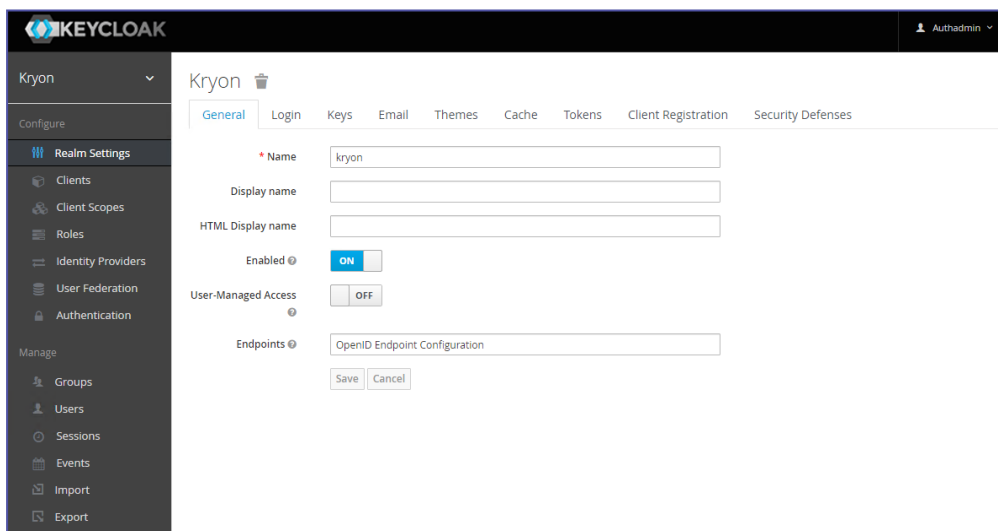 KEYCLOAK
Authadmin
Kryon
Configure
Realm Settings
Clients
Client Scopes
Roles
Identity Providers
User Federation
Authentication
Manage
Groups
Users
Sessions
Events
Import
Export
Kryon
General Login Keys Email Themes Cache Tokens Client Registration Security Defenses
* Name kryon
Display name
HTML Display name
Enabled ON
User-Managed Access OFF
Endpoints OpenID Endpoint Configuration
Save Cancel